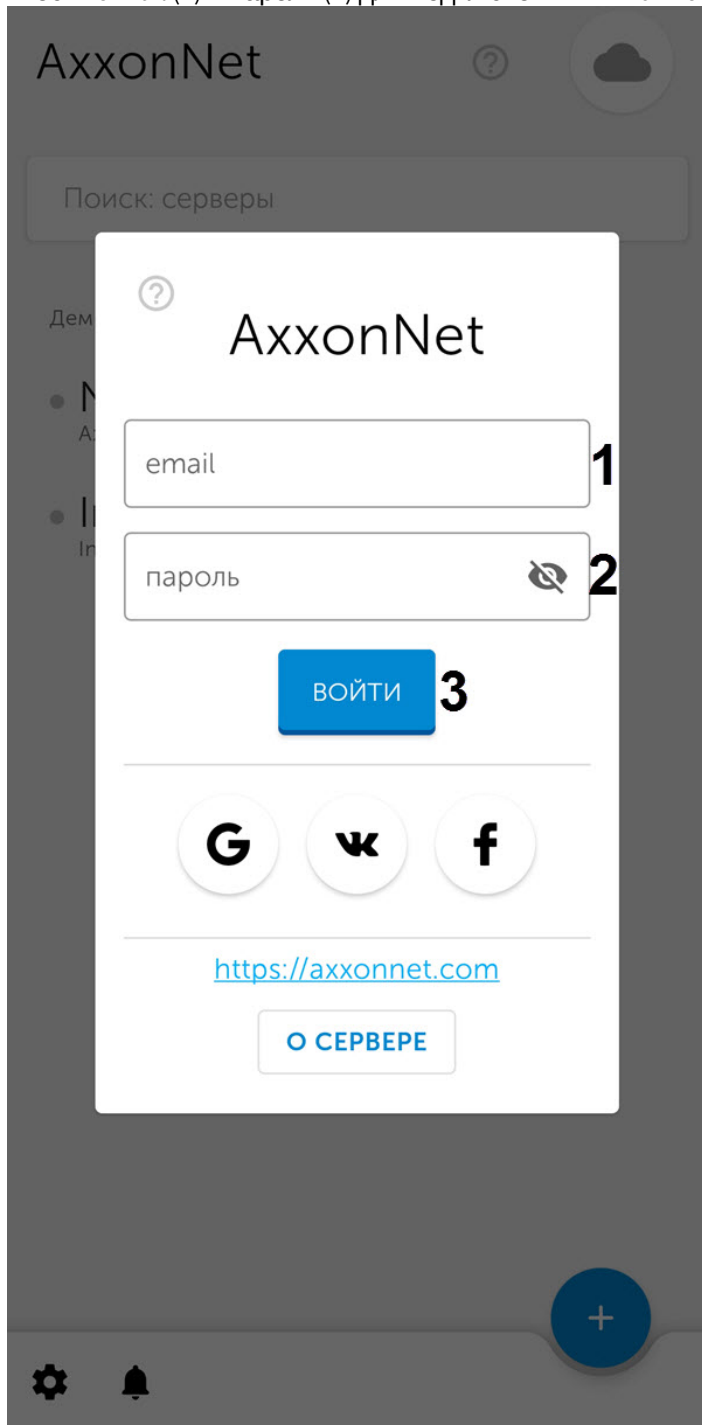 AxxonNet
Поиск: серверы
Дем
AxxonNet
email
1
пароль
2
ВОЙТИ
3
https://axxonnet.com
О СЕРВЕРЕ